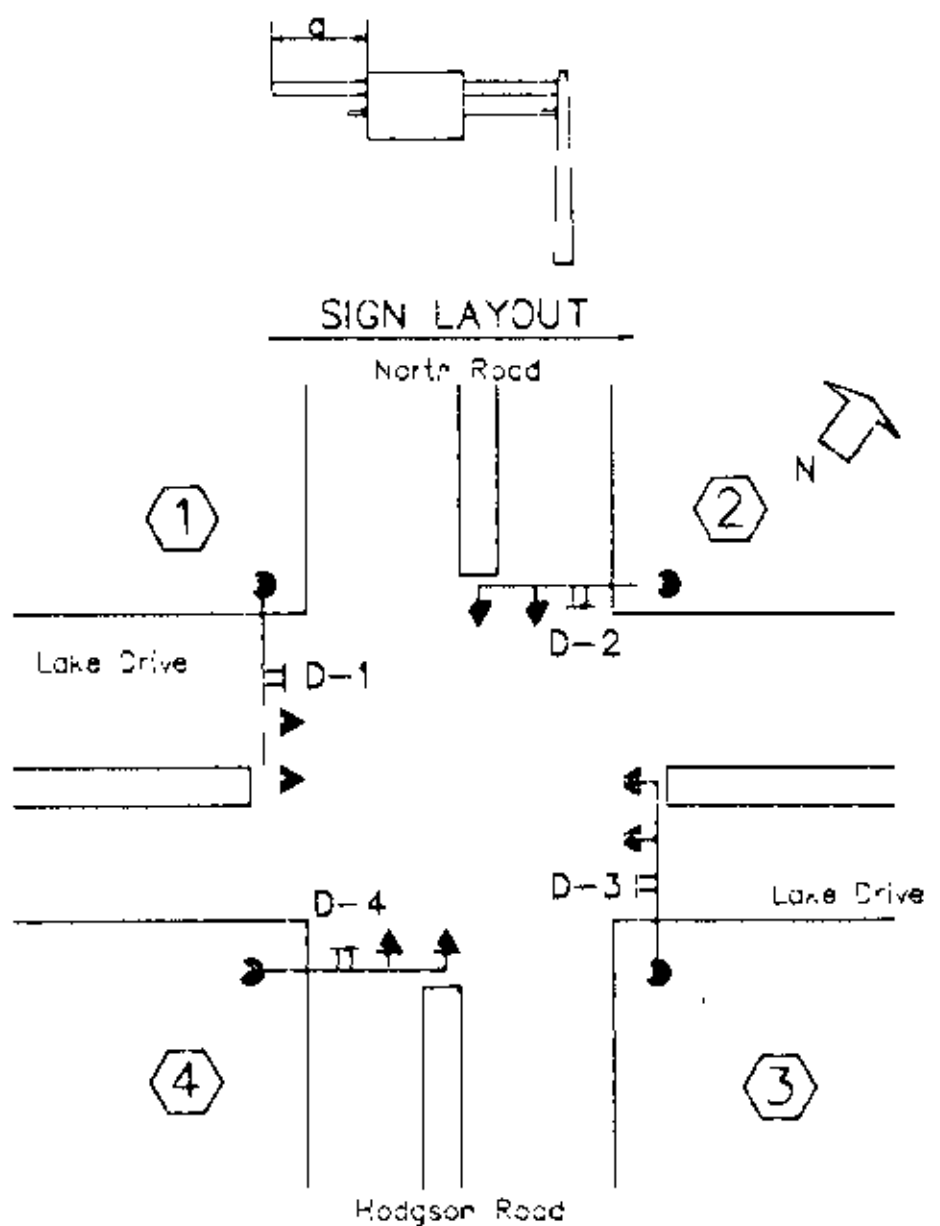 a
SIGN LAYOUT
North Road
N
1
2
Lake Drive
D-1
D-2
D-3
Lake Drive
D-4
4
3
Hodgson Road